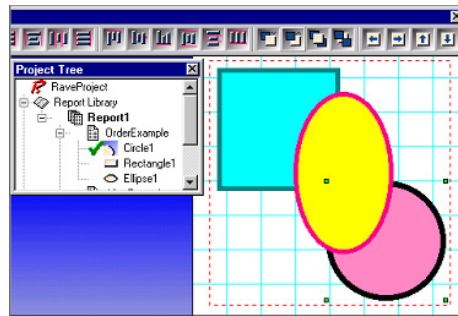 Project Tree
RaveProject
Report Library
Report1
OrderExample
Circle1
Rectangle1
Ellipse1